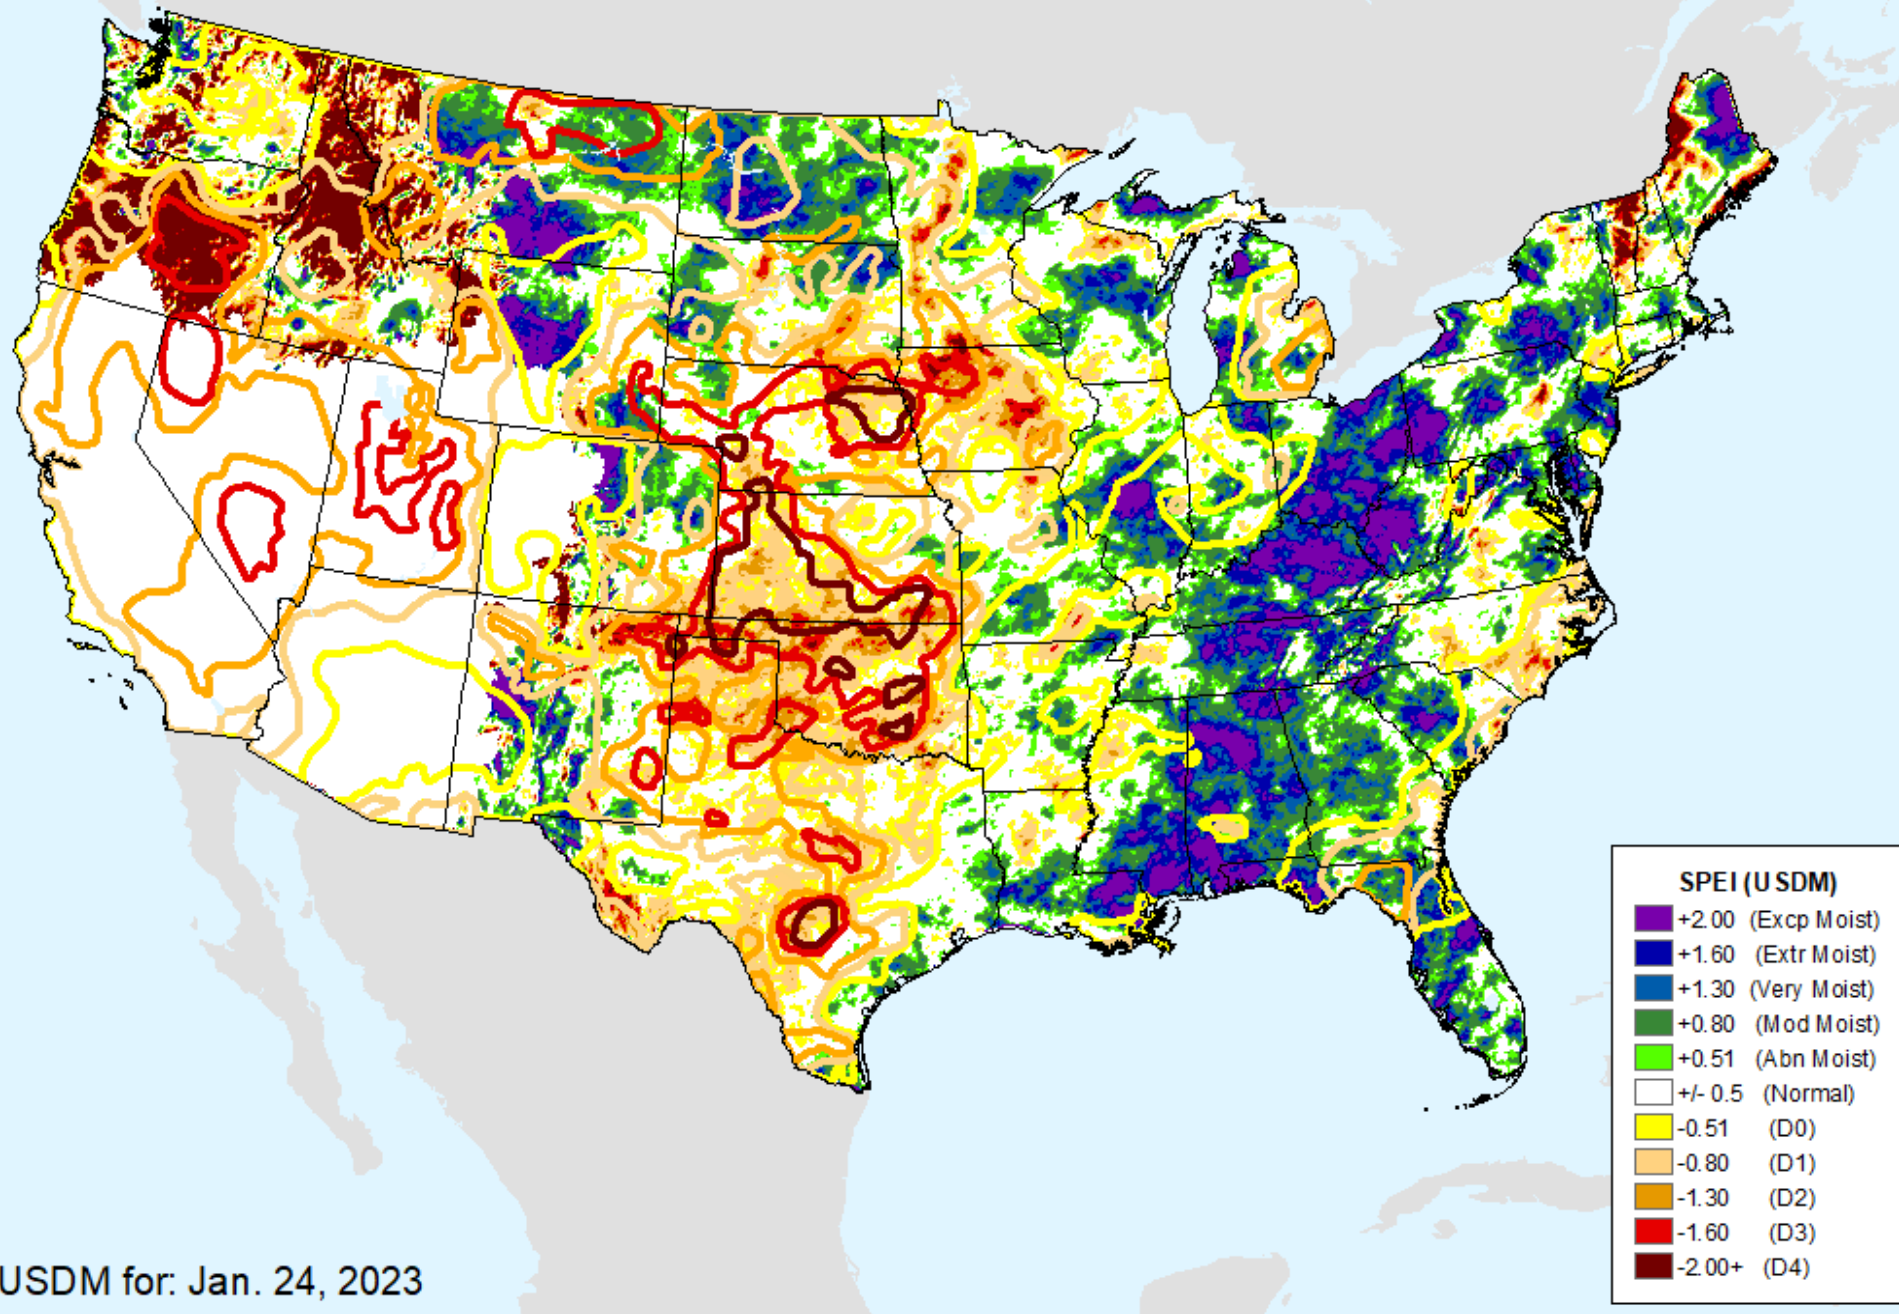 SPEI (USDM)
+2.00 (Excp Moist)
+1.60 (Extr Moist)
+1.30 (Very Moist)
+0.80 (Mod Moist)
+0.51 (Abn Moist)
+/- 0.5 (Normal)
-0.51 (D0)
-0.80 (D1)
-1.30 (D2)
-1.60 (D3)
-2.00+ (D4)
USDM for: Jan. 24, 2023